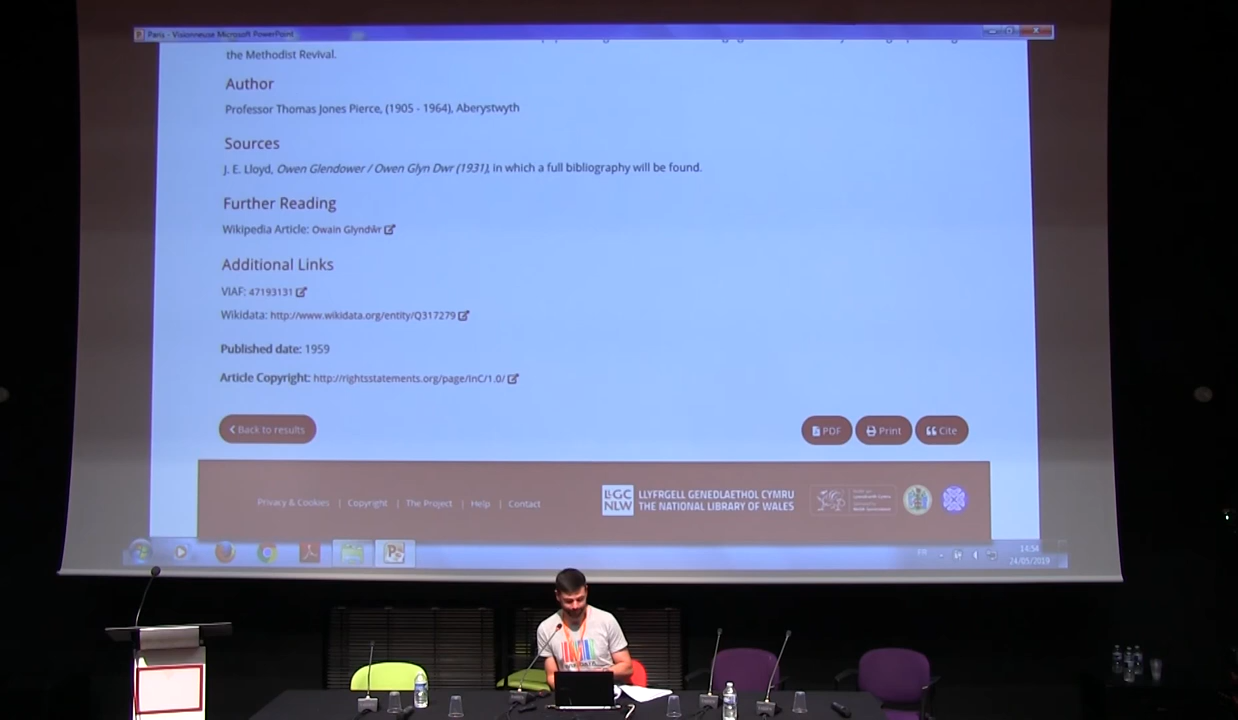 Paris - Visionneuse Microsoft PowerPoint
the Methodist Revival.
Author
Professor Thomas Jones Pierce, (1905 - 1964), Aberystwyth
Sources
J. E. Lloyd, Owen Glendower / Owen Glyn Dwr (1931), in which a full bibliography will be found.
Further Reading
Wikipedia Article: Owain Glyndŵr
Additional Links
VIAF: 47193131
Wikidata: http://www.wikidata.org/entity/Q317279
Published date: 1959
Article Copyright: http://rightsstatements.org/page/InC/1.0/
Back to results
PDF Print Cite
Privacy & Cookies | Copyright | The Project | Help | Contact
LLGC NLW
LLYFRGELL GENEDLAETHOL CYMRU
THE NATIONAL LIBRARY OF WALES
FR
14:54
24/05/2019